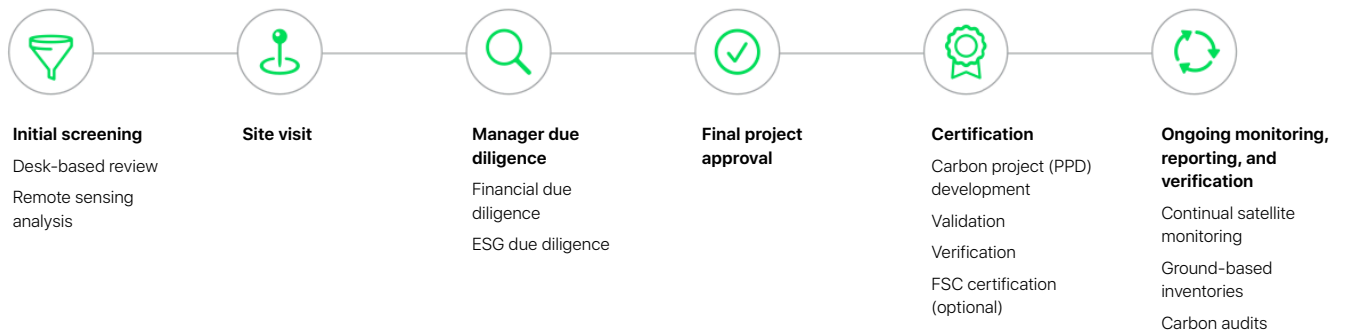 Initial screening
Desk-based review
Remote sensing
analysis
Site visit
Manager due
diligence
Financial due
diligence
ESG due diligence
Final project
approval
Certification
Carbon project (PPD)
development
Validation
Verification
FSC certification
(optional)
Ongoing monitoring,
reporting, and
verification
Continual satellite
monitoring
Ground-based
inventories
Carbon audits